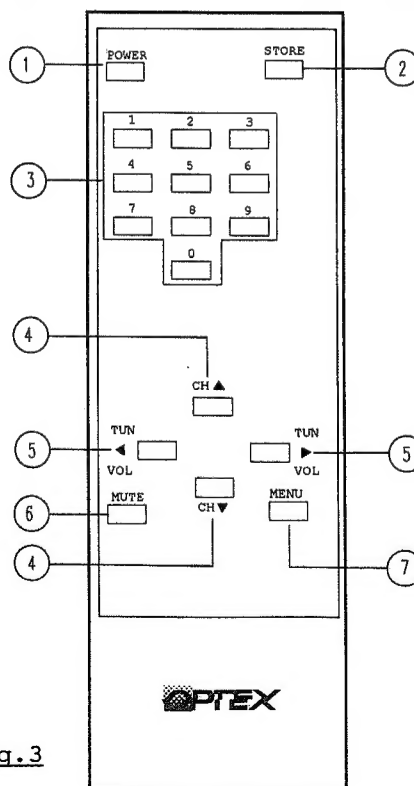 1 POWER STORE 2
1 2 3
3 4 5 6
7 8 9
0
4
CH ▲
TUN TUN
5 ◄ ► 5
VOL VOL
6 MUTE MENU
CH ▼
4 7
OPTEX
g.3